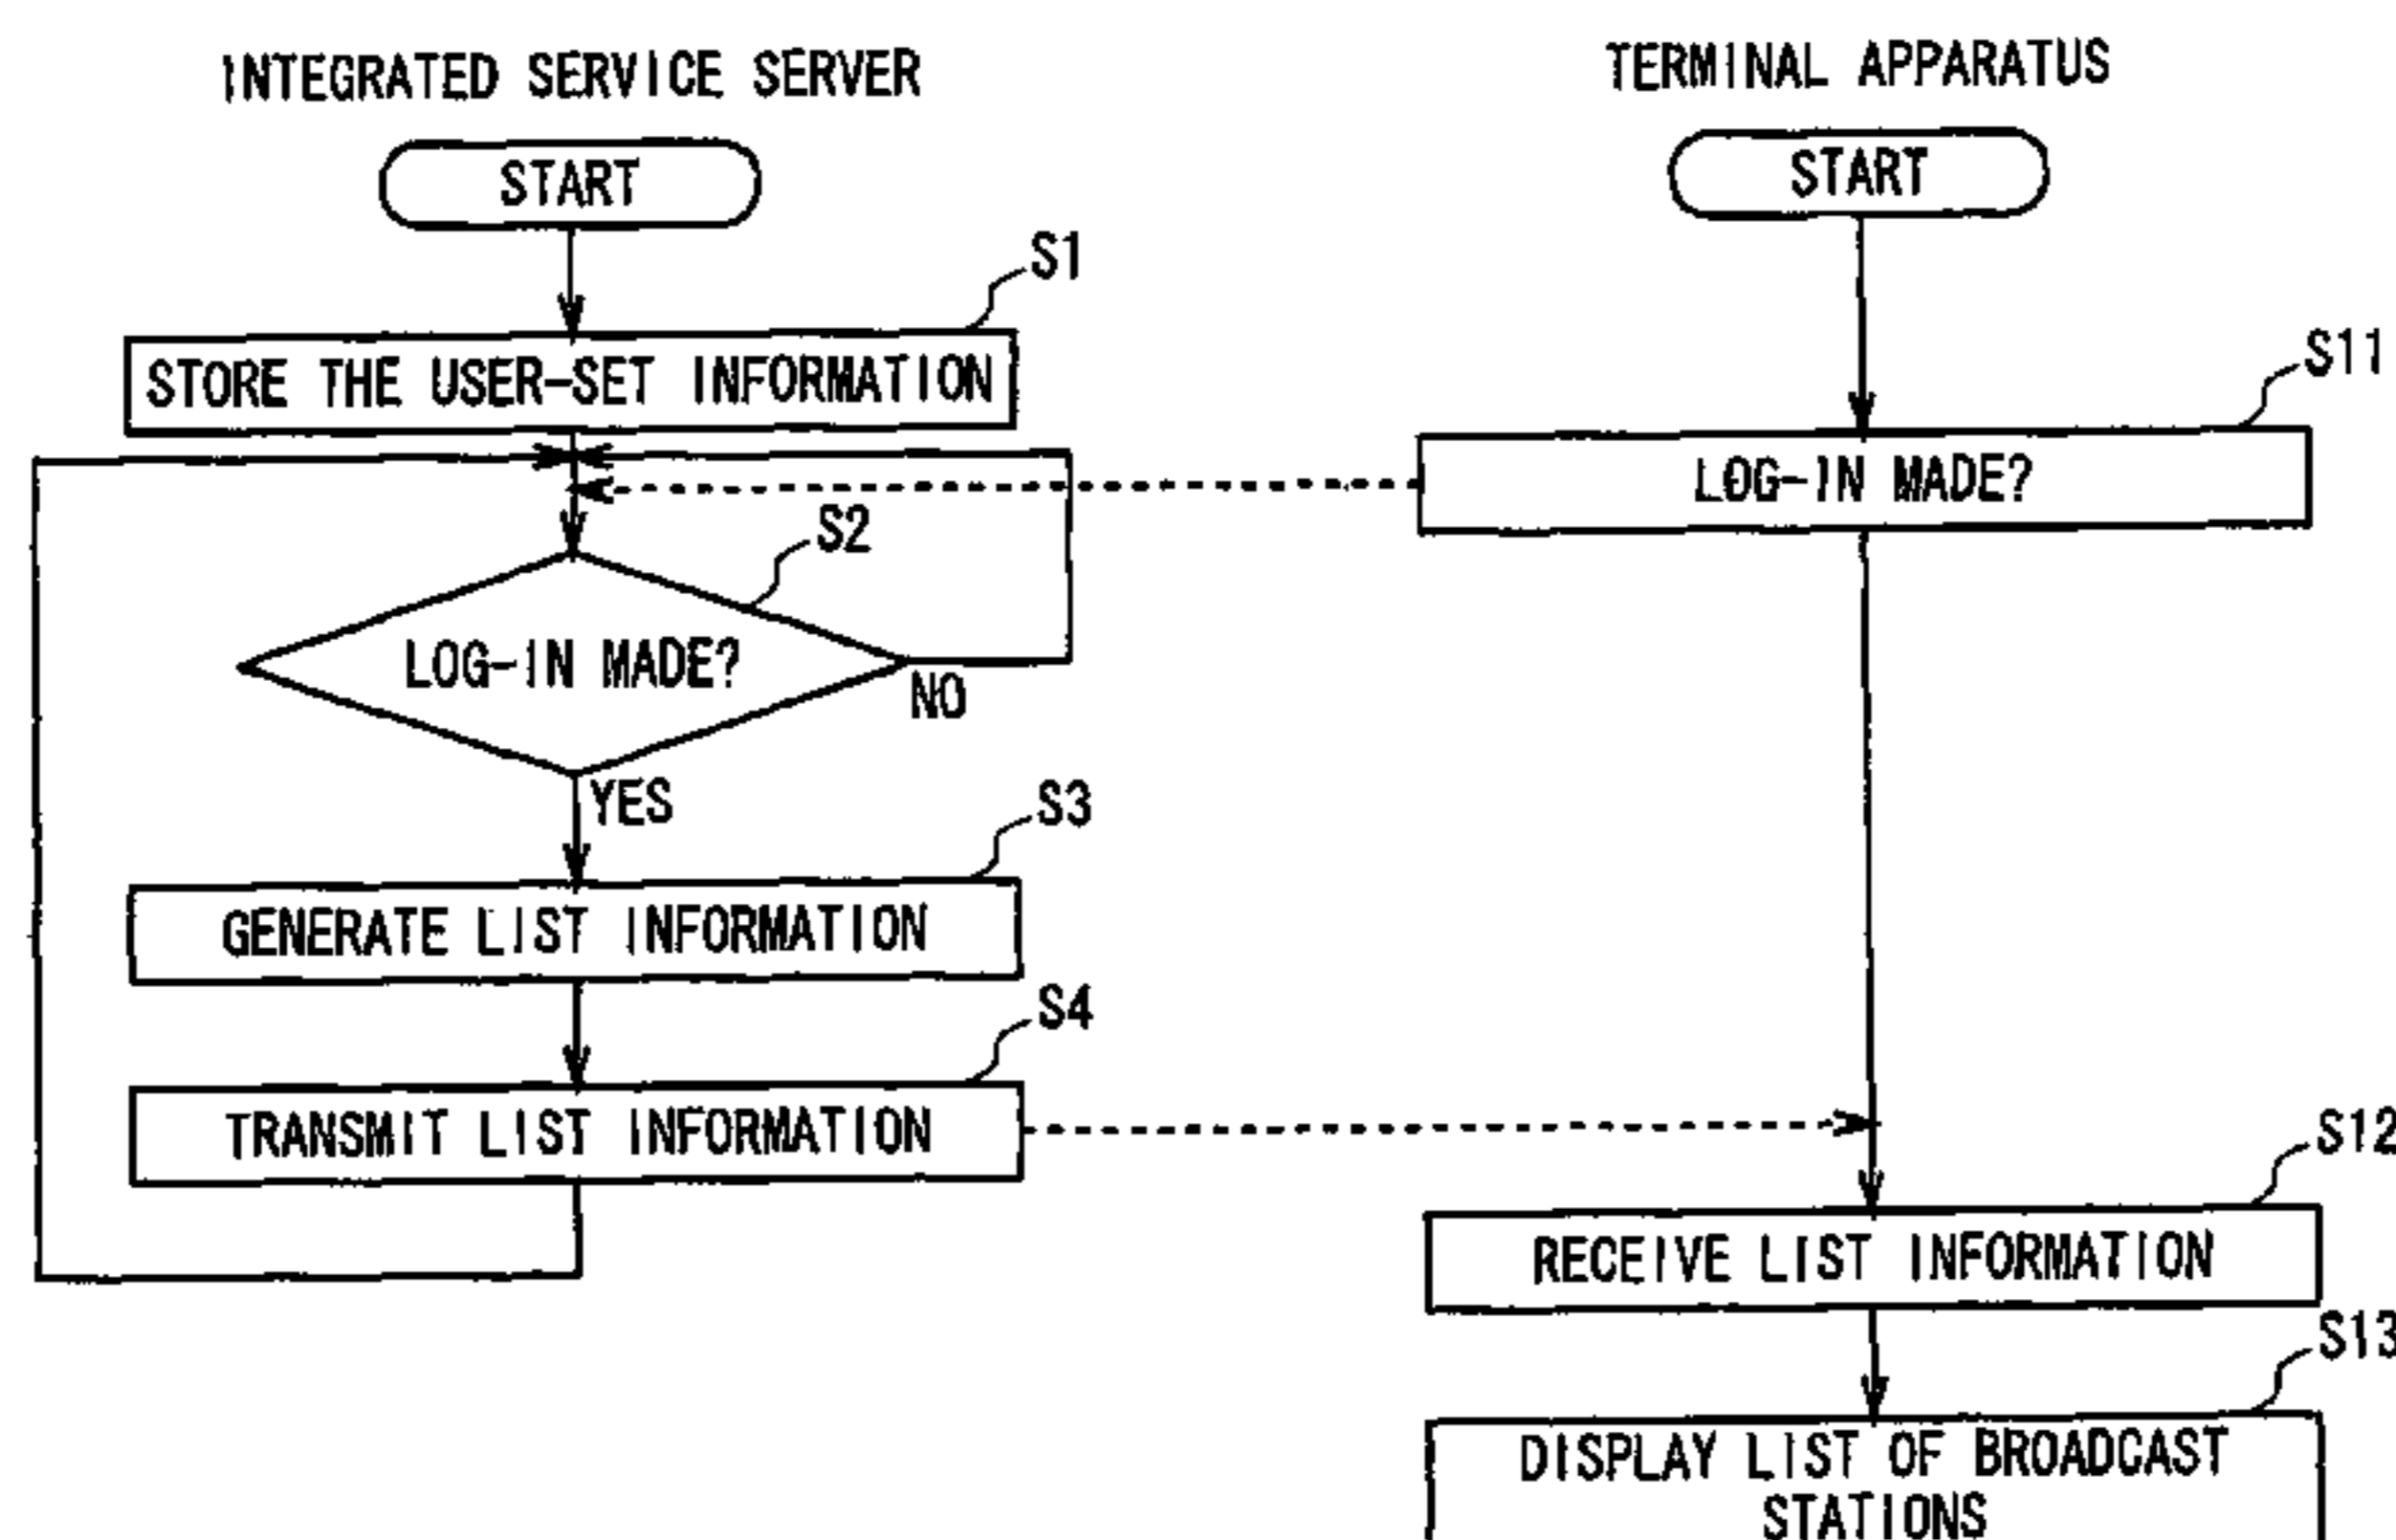 INTEGRATED SERVICE SERVER
START
S1
STORE THE USER-SET INFORMATION
S2
LOG-IN MADE?
NO
YES
S3
GENERATE LIST INFORMATION
S4
TRANSMIT LIST INFORMATION
TERMINAL APPARATUS
START
S11
LOG-IN MADE?
S12
RECEIVE LIST INFORMATION
S13
DISPLAY LIST OF BROADCAST
STATIONS